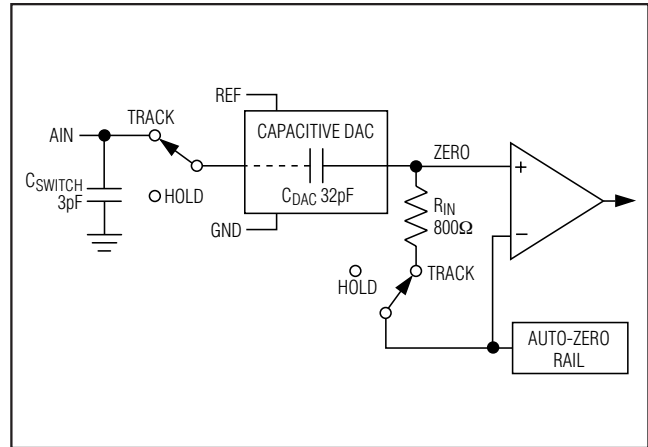 REF
TRACK
CAPACITIVE DAC
AIN
ZERO
+
CSWITCH
3pF
HOLD
CDAC 32pF
RIN
800Ω
−
GND
HOLD
TRACK
AUTO-ZERO
RAIL